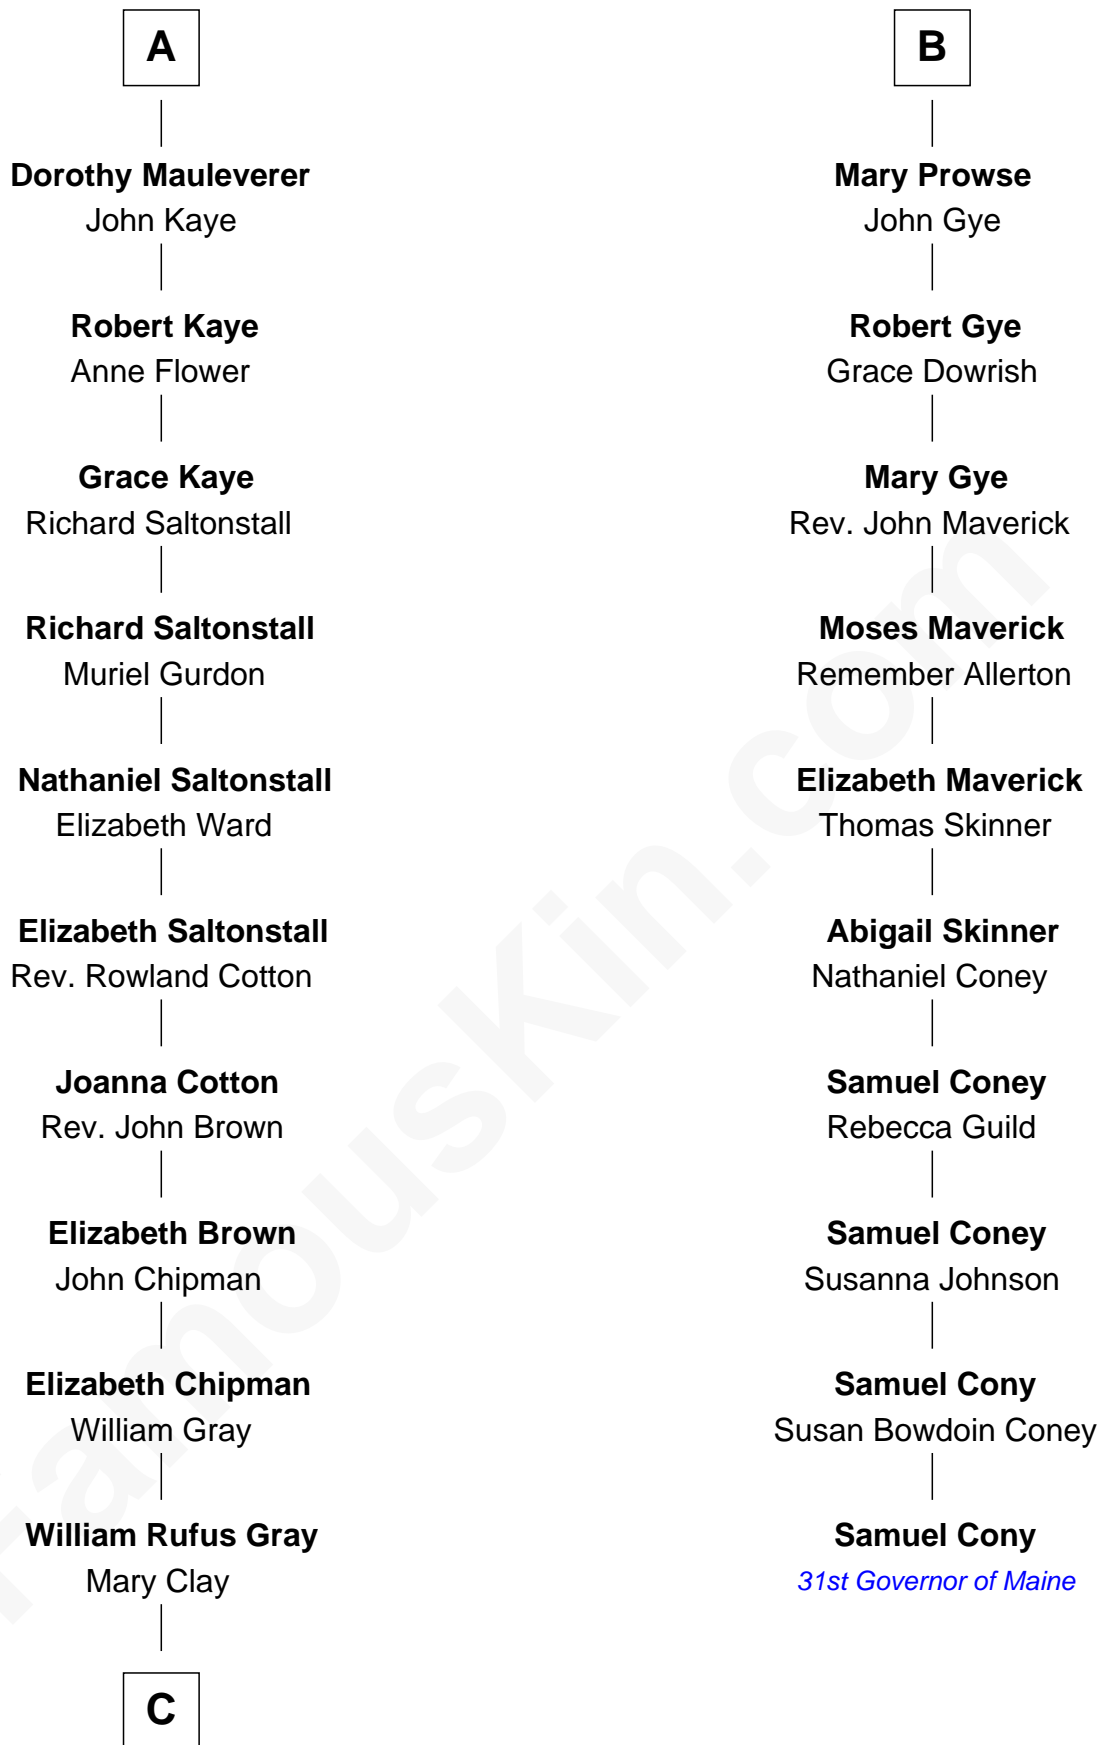 A
Dorothy Mauleverer
John Kaye
Robert Kaye
Anne Flower
Grace Kaye
Richard Saltonstall
Richard Saltonstall
Muriel Gurdon
Nathaniel Saltonstall
Elizabeth Ward
Elizabeth Saltonstall
Rev. Rowland Cotton
Joanna Cotton
Rev. John Brown
Elizabeth Brown
John Chipman
Elizabeth Chipman
William Gray
William Rufus Gray
Mary Clay
C
B
Mary Prowse
John Gye
Robert Gye
Grace Dowrish
Mary Gye
Rev. John Maverick
Moses Maverick
Remember Allerton
Elizabeth Maverick
Thomas Skinner
Abigail Skinner
Nathaniel Coney
Samuel Coney
Rebecca Guild
Samuel Coney
Susanna Johnson
Samuel Cony
Susan Bowdoin Coney
Samuel Cony
31st Governor of Maine
FamousKin.com